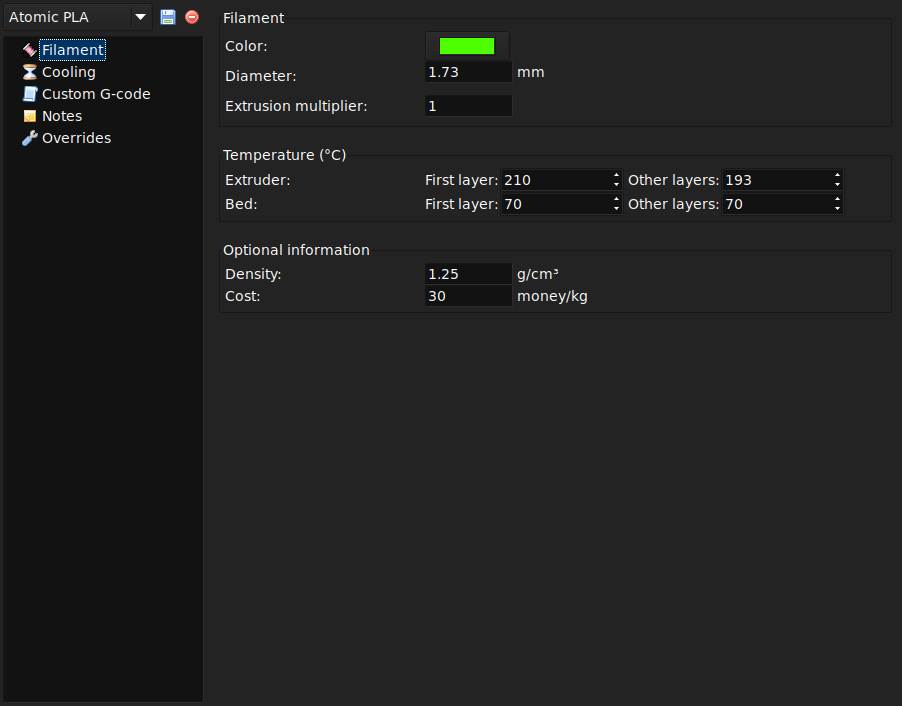 Atomic PLA
Filament
Cooling
Custom G-code
Notes
Overrides
Filament
Color:
Diameter: 1.73 mm
Extrusion multiplier: 1
Temperature (°C)
Extruder: First layer: 210 Other layers: 193
Bed: First layer: 70 Other layers: 70
Optional information
Density: 1.25 g/cm³
Cost: 30 money/kg